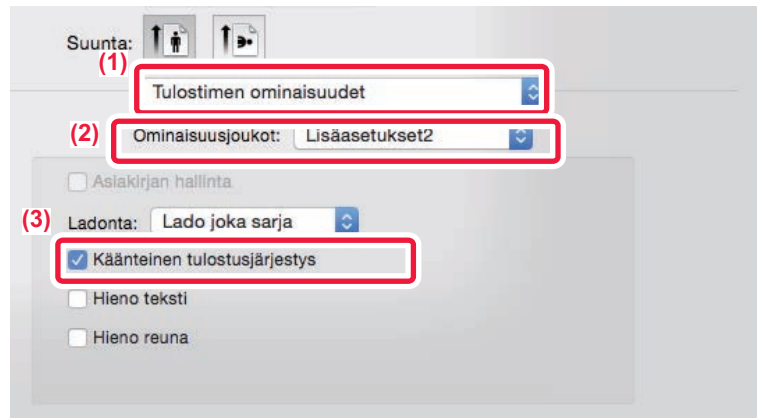 Suunta:
(1)
Tulostimen ominaisuudet
(2) Ominaisuusjoukot: Lisäasetukset2
Asiakirjan hallinta
(3) Ladonta: Lado joka sarja
Käänteinen tulostusjärjestys
Hieno teksti
Hieno reuna